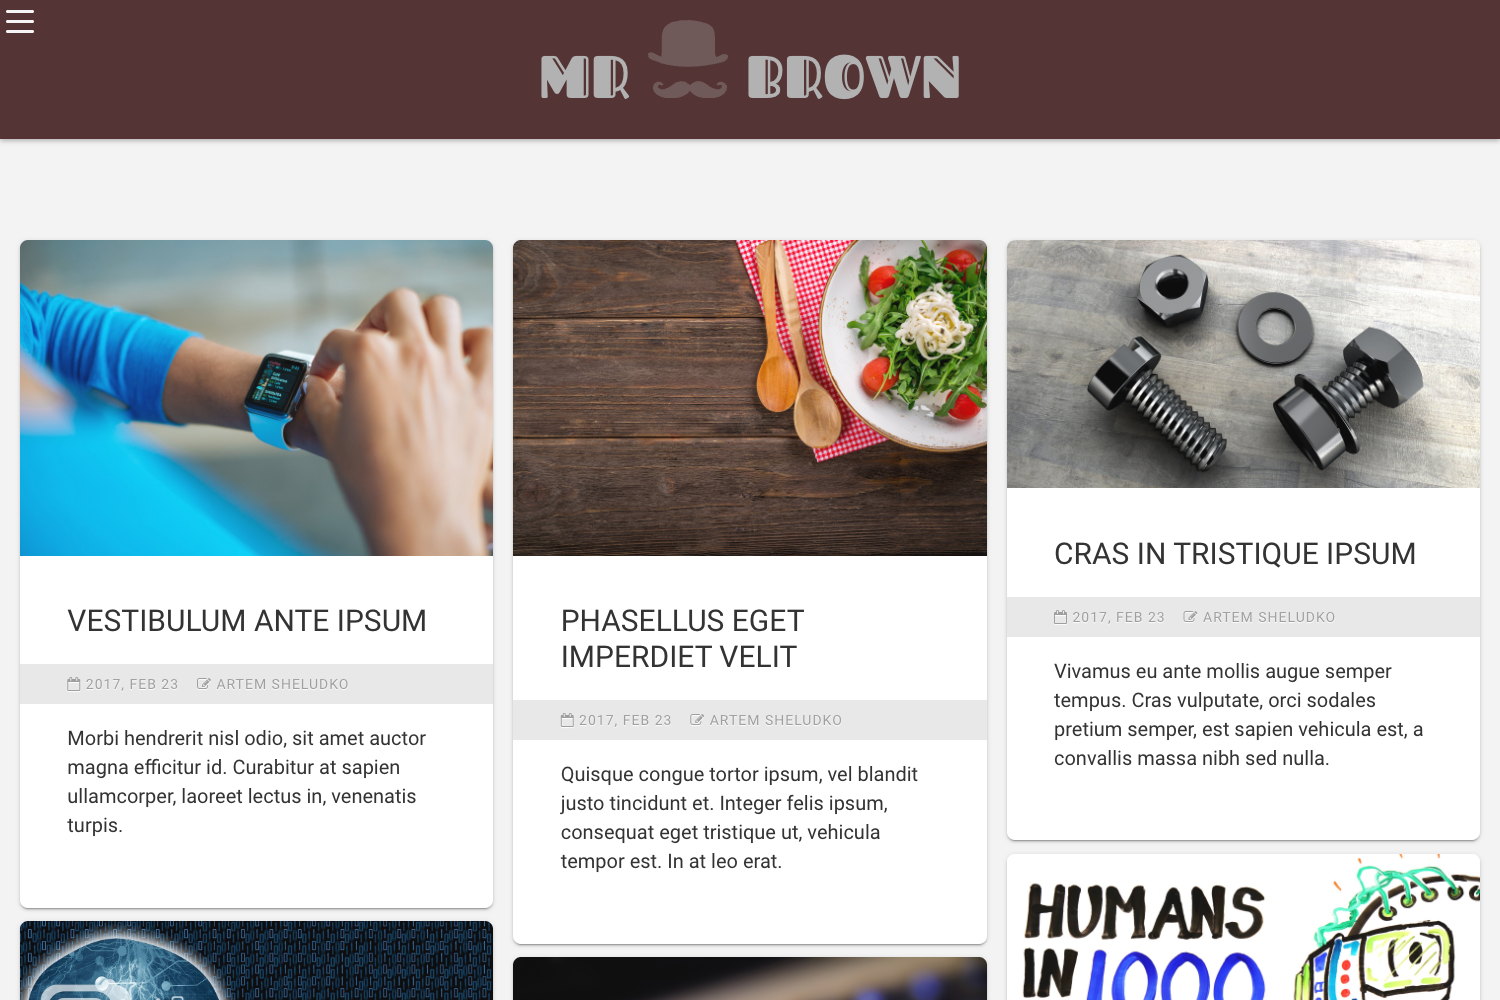 MR BROWN
VESTIBULUM ANTE IPSUM
2017, FEB 23 ARTEM SHELUDKO
Morbi hendrerit nisl odio, sit amet auctor
magna efficitur id. Curabitur at sapien
ullamcorper, laoreet lectus in, venenatis
turpis.
PHASELLUS EGET
IMPERDIET VELIT
2017, FEB 23 ARTEM SHELUDKO
Quisque congue tortor ipsum, vel blandit
justo tincidunt et. Integer felis ipsum,
consequat eget tristique ut, vehicula
tempor est. In at leo erat.
CRAS IN TRISTIQUE IPSUM
2017, FEB 23 ARTEM SHELUDKO
Vivamus eu ante mollis augue semper
tempus. Cras vulputate, orci sodales
pretium semper, est sapien vehicula est, a
convallis massa nibh sed nulla.
HUMANS
IN 1000